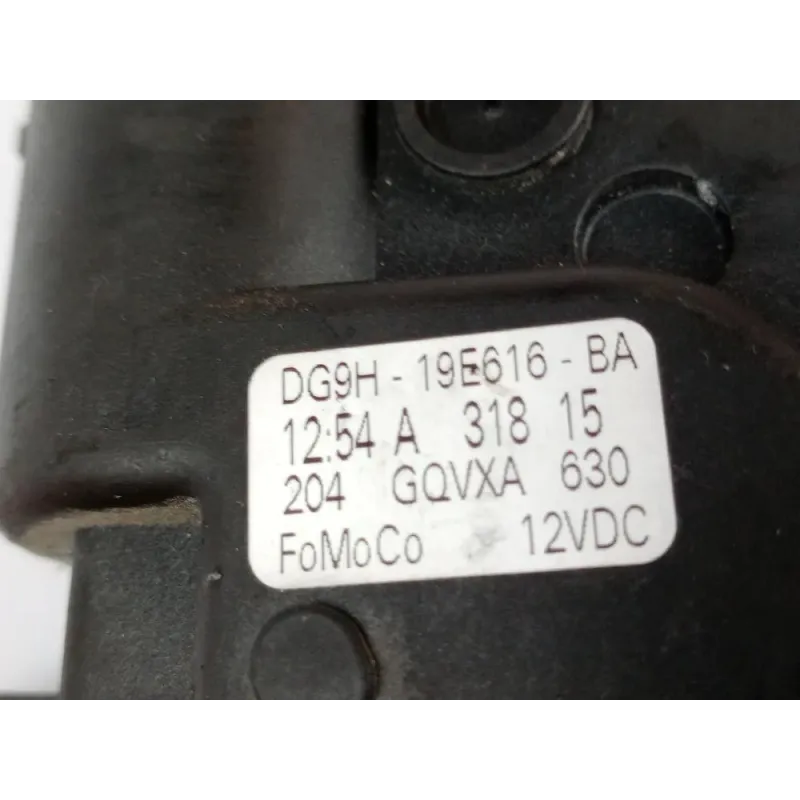 DG9H - 19E616 - BA
12:54 A 318 15
204 GQVXA 630
FoMoCo 12VDC